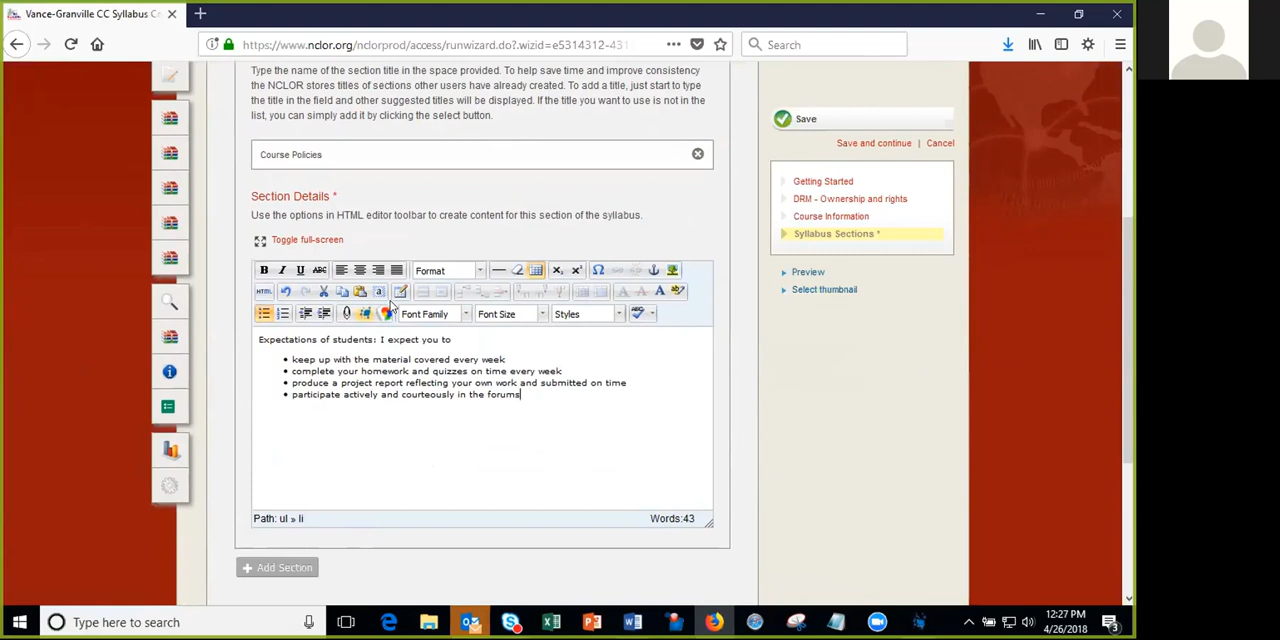 Vance-Granville CC Syllabus Cr
https://www.nclor.org/nclorprod/access/runwizard.do?.wizid=e5314312-431
Search
Type the name of the section title in the space provided. To help save time and improve consistency
the NCLOR stores titles of sections other users have already created. To add a title, just start to type
the title in the field and other suggested titles will be displayed. If the title you want to use is not in the
list, you can simply add it by clicking the select button.
Course Policies
Section Details *
Use the options in HTML editor toolbar to create content for this section of the syllabus.
Toggle full-screen
B I U ABC Format
HTML
Font Family Font Size Styles ABC
Expectations of students: I expect you to
• keep up with the material covered every week
• complete your homework and quizzes on time every week
• produce a project report reflecting your own work and submitted on time
• participate actively and courteously in the forums
Path: ul » li Words:43
Add Section
Save
Save and continue | Cancel
Getting Started
DRM - Ownership and rights
Course Information
Syllabus Sections *
Preview
Select thumbnail
Type here to search
12:27 PM
4/26/2018
3